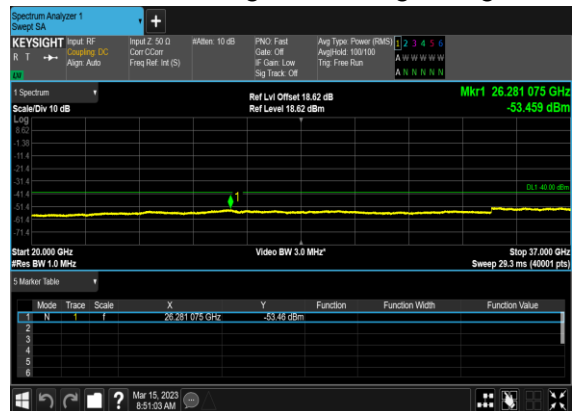 Spectrum Analyzer 1
Swept SA
KEYSIGHT Input: RF Input Z: 50 Ω #Atten: 10 dB PNO: Fast Avg Type: Power (RMS) 1 2 3 4 5 6
R T Coupling: DC Corr CCorr Gate: Off Avg|Hold: 100/100 A W W W W W
Align: Auto Freq Ref: Int (S) IF Gain: Low Trig: Free Run
Sig Track: Off A N N N N N
1 Spectrum Ref Lvl Offset 18.62 dB Mkr1 26.281 075 GHz
Scale/Div 10 dB Ref Level 18.62 dBm -53.459 dBm
Log
8.62
-1.38
-11.4
-21.4
-31.4
-41.4 DL1 -40.00 dBm
1
-51.4
-61.4
-71.4
Start 20.000 GHz Video BW 3.0 MHz* Stop 37.000 GHz
#Res BW 1.0 MHz Sweep 29.3 ms (40001 pts)
5 Marker Table
Mode Trace Scale X Y Function Function Width Function Value
1 N 1 f 26.281 075 GHz -53.46 dBm
2
3
4
5
6
? Mar 15, 2023
8:51:03 AM